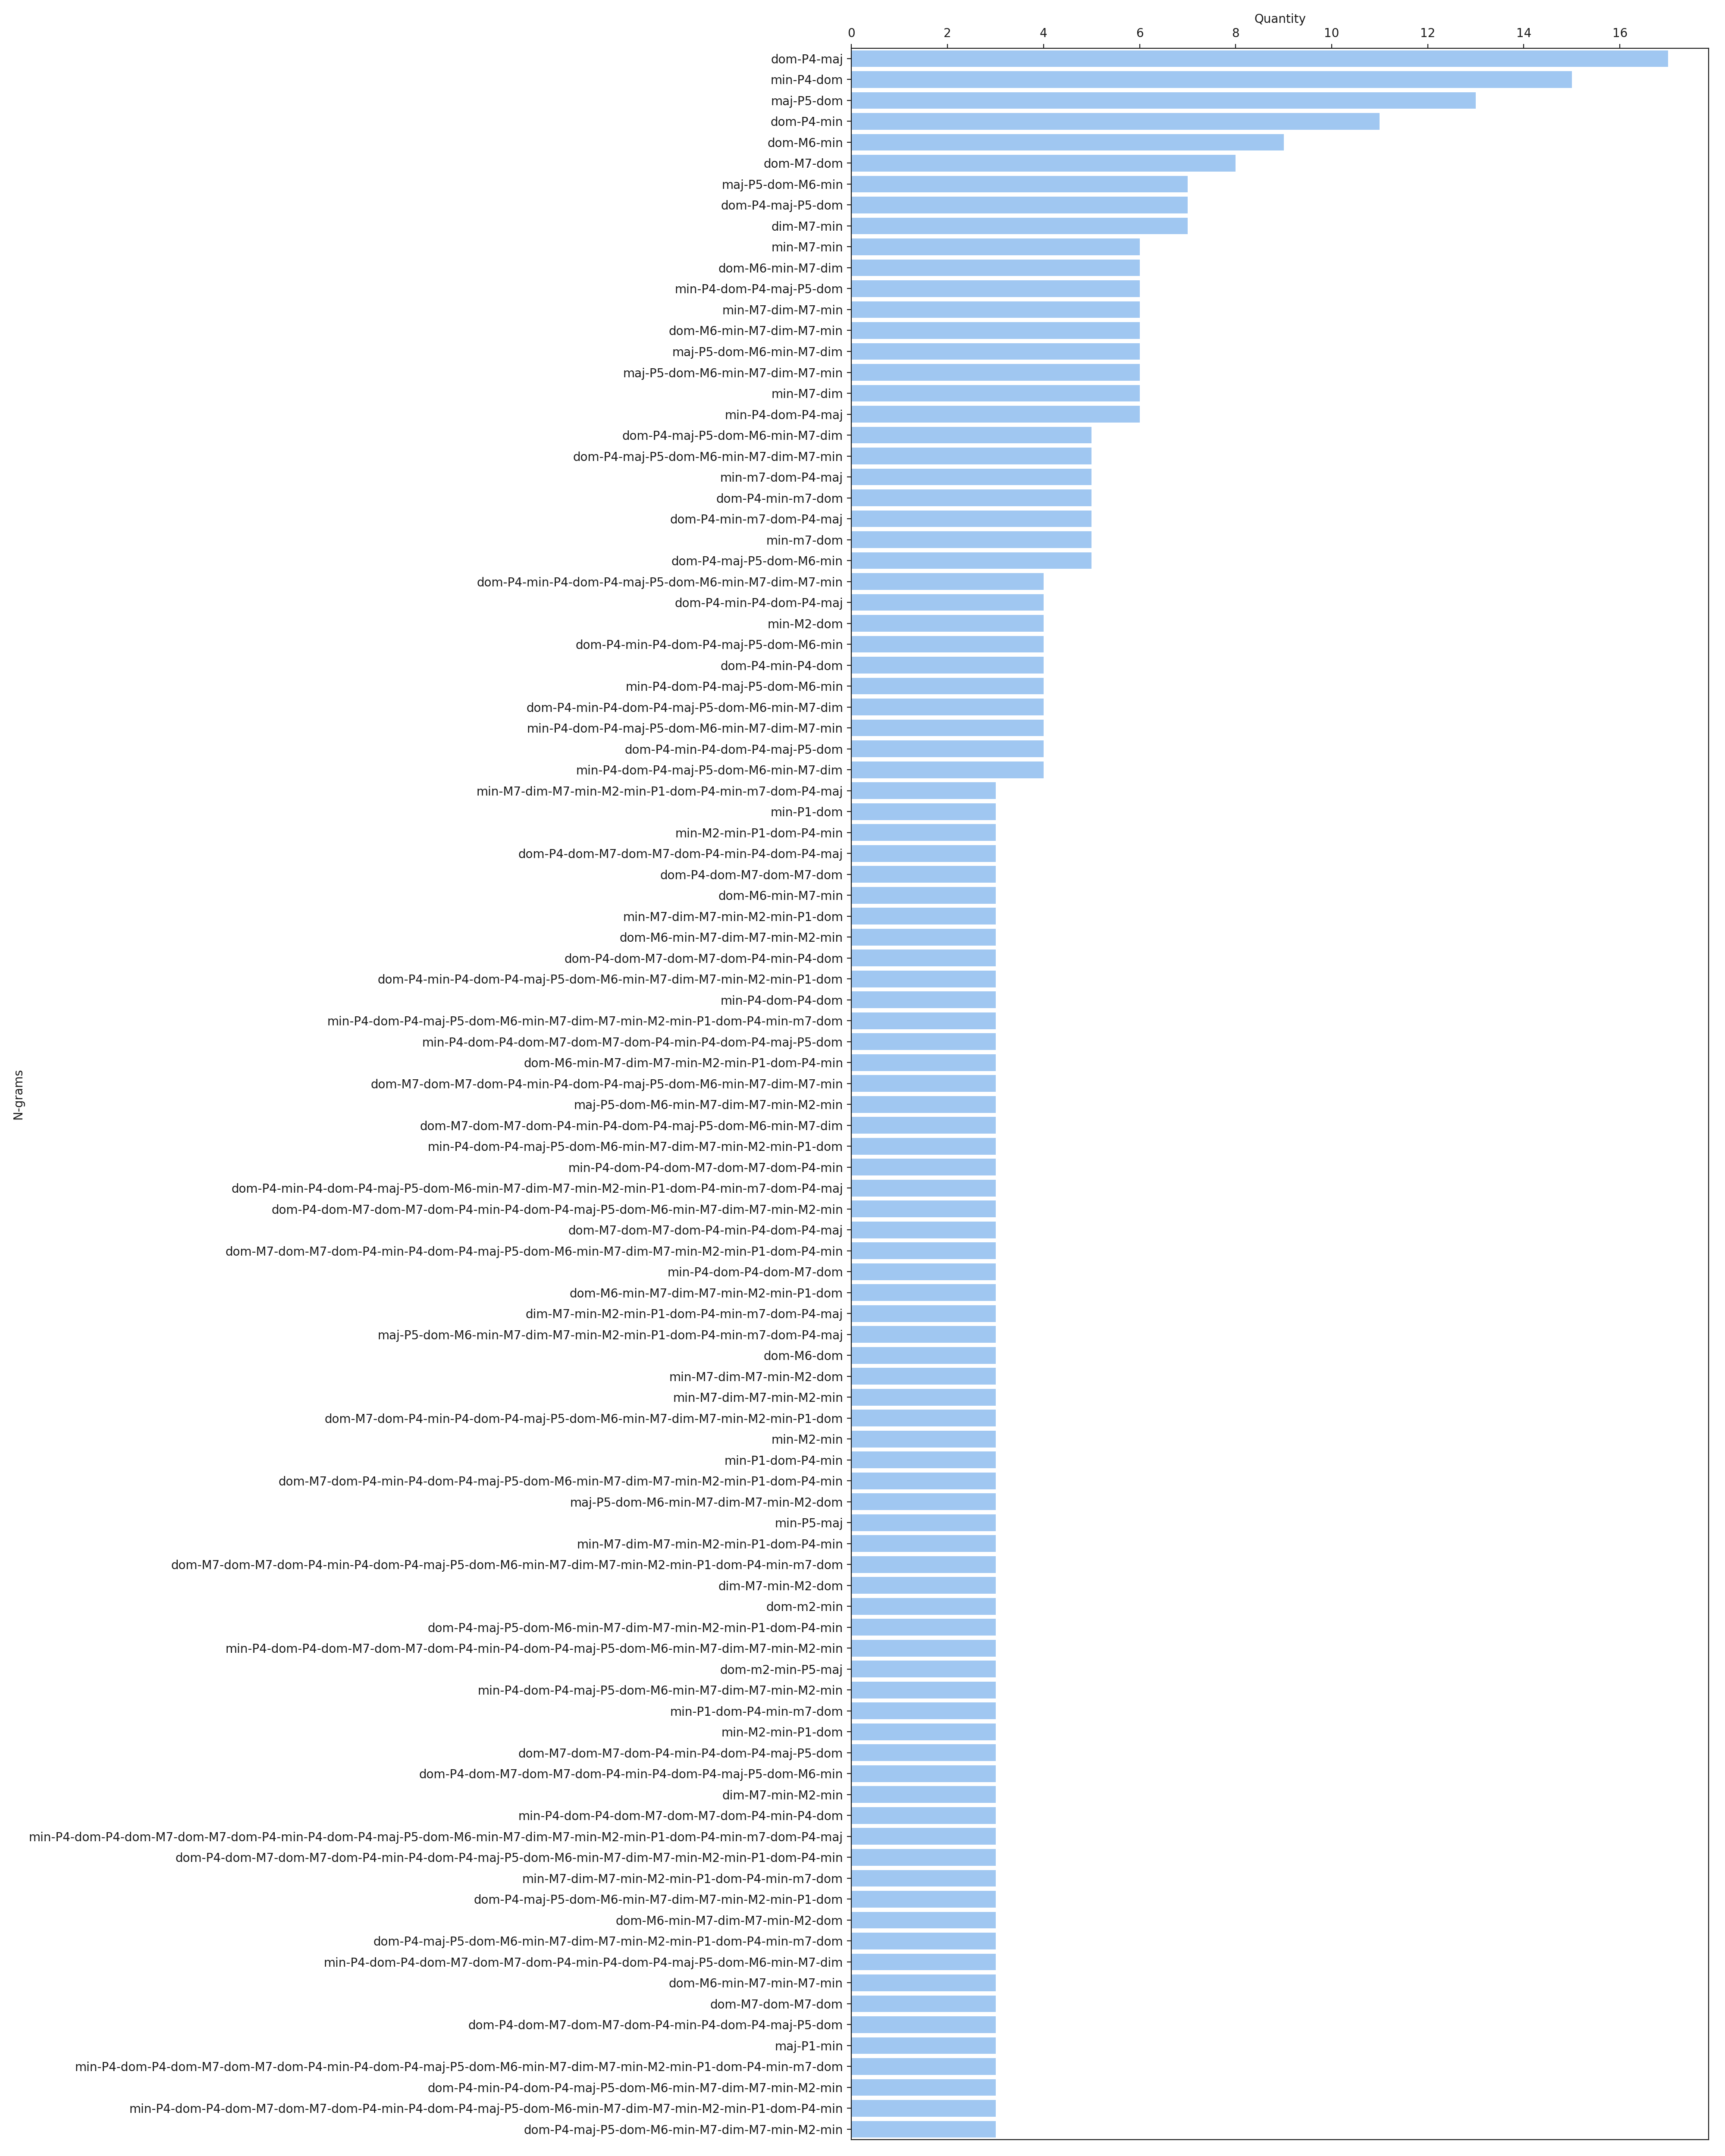 Quantity
0 2 4 6 8 10 12 14 16
dom-P4-maj
min-P4-dom
maj-P5-dom
dom-P4-min
dom-M6-min
dom-M7-dom
maj-P5-dom-M6-min
dom-P4-maj-P5-dom
dim-M7-min
min-M7-min
dom-M6-min-M7-dim
min-P4-dom-P4-maj-P5-dom
min-M7-dim-M7-min
dom-M6-min-M7-dim-M7-min
maj-P5-dom-M6-min-M7-dim
maj-P5-dom-M6-min-M7-dim-M7-min
min-M7-dim
min-P4-dom-P4-maj
dom-P4-maj-P5-dom-M6-min-M7-dim
dom-P4-maj-P5-dom-M6-min-M7-dim-M7-min
min-m7-dom-P4-maj
dom-P4-min-m7-dom
dom-P4-min-m7-dom-P4-maj
min-m7-dom
dom-P4-maj-P5-dom-M6-min
dom-P4-min-P4-dom-P4-maj-P5-dom-M6-min-M7-dim-M7-min
dom-P4-min-P4-dom-P4-maj
min-M2-dom
dom-P4-min-P4-dom-P4-maj-P5-dom-M6-min
dom-P4-min-P4-dom
min-P4-dom-P4-maj-P5-dom-M6-min
dom-P4-min-P4-dom-P4-maj-P5-dom-M6-min-M7-dim
min-P4-dom-P4-maj-P5-dom-M6-min-M7-dim-M7-min
dom-P4-min-P4-dom-P4-maj-P5-dom
min-P4-dom-P4-maj-P5-dom-M6-min-M7-dim
min-M7-dim-M7-min-M2-min-P1-dom-P4-min-m7-dom-P4-maj
min-P1-dom
min-M2-min-P1-dom-P4-min
dom-P4-dom-M7-dom-M7-dom-P4-min-P4-dom-P4-maj
dom-P4-dom-M7-dom-M7-dom
dom-M6-min-M7-min
min-M7-dim-M7-min-M2-min-P1-dom
dom-M6-min-M7-dim-M7-min-M2-min
dom-P4-dom-M7-dom-M7-dom-P4-min-P4-dom
dom-P4-min-P4-dom-P4-maj-P5-dom-M6-min-M7-dim-M7-min-M2-min-P1-dom
min-P4-dom-P4-dom
min-P4-dom-P4-maj-P5-dom-M6-min-M7-dim-M7-min-M2-min-P1-dom-P4-min-m7-dom
min-P4-dom-P4-dom-M7-dom-M7-dom-P4-min-P4-dom-P4-maj-P5-dom
dom-M6-min-M7-dim-M7-min-M2-min-P1-dom-P4-min
dom-M7-dom-M7-dom-P4-min-P4-dom-P4-maj-P5-dom-M6-min-M7-dim-M7-min
maj-P5-dom-M6-min-M7-dim-M7-min-M2-min
dom-M7-dom-M7-dom-P4-min-P4-dom-P4-maj-P5-dom-M6-min-M7-dim
min-P4-dom-P4-maj-P5-dom-M6-min-M7-dim-M7-min-M2-min-P1-dom
min-P4-dom-P4-dom-M7-dom-M7-dom-P4-min
dom-P4-min-P4-dom-P4-maj-P5-dom-M6-min-M7-dim-M7-min-M2-min-P1-dom-P4-min-m7-dom-P4-maj
dom-P4-dom-M7-dom-M7-dom-P4-min-P4-dom-P4-maj-P5-dom-M6-min-M7-dim-M7-min-M2-min
dom-M7-dom-M7-dom-P4-min-P4-dom-P4-maj
dom-M7-dom-M7-dom-P4-min-P4-dom-P4-maj-P5-dom-M6-min-M7-dim-M7-min-M2-min-P1-dom-P4-min
min-P4-dom-P4-dom-M7-dom
dom-M6-min-M7-dim-M7-min-M2-min-P1-dom
dim-M7-min-M2-min-P1-dom-P4-min-m7-dom-P4-maj
maj-P5-dom-M6-min-M7-dim-M7-min-M2-min-P1-dom-P4-min-m7-dom-P4-maj
dom-M6-dom
min-M7-dim-M7-min-M2-dom
min-M7-dim-M7-min-M2-min
dom-M7-dom-P4-min-P4-dom-P4-maj-P5-dom-M6-min-M7-dim-M7-min-M2-min-P1-dom
min-M2-min
min-P1-dom-P4-min
dom-M7-dom-P4-min-P4-dom-P4-maj-P5-dom-M6-min-M7-dim-M7-min-M2-min-P1-dom-P4-min
maj-P5-dom-M6-min-M7-dim-M7-min-M2-dom
min-P5-maj
min-M7-dim-M7-min-M2-min-P1-dom-P4-min
dom-M7-dom-M7-dom-P4-min-P4-dom-P4-maj-P5-dom-M6-min-M7-dim-M7-min-M2-min-P1-dom-P4-min-m7-dom
dim-M7-min-M2-dom
dom-m2-min
dom-P4-maj-P5-dom-M6-min-M7-dim-M7-min-M2-min-P1-dom-P4-min
min-P4-dom-P4-dom-M7-dom-M7-dom-P4-min-P4-dom-P4-maj-P5-dom-M6-min-M7-dim-M7-min-M2-min
dom-m2-min-P5-maj
min-P4-dom-P4-maj-P5-dom-M6-min-M7-dim-M7-min-M2-min
min-P1-dom-P4-min-m7-dom
min-M2-min-P1-dom
dom-M7-dom-M7-dom-P4-min-P4-dom-P4-maj-P5-dom
dom-P4-dom-M7-dom-M7-dom-P4-min-P4-dom-P4-maj-P5-dom-M6-min
dim-M7-min-M2-min
min-P4-dom-P4-dom-M7-dom-M7-dom-P4-min-P4-dom
min-P4-dom-P4-dom-M7-dom-M7-dom-P4-min-P4-dom-P4-maj-P5-dom-M6-min-M7-dim-M7-min-M2-min-P1-dom-P4-min-m7-dom-P4-maj
dom-P4-dom-M7-dom-M7-dom-P4-min-P4-dom-P4-maj-P5-dom-M6-min-M7-dim-M7-min-M2-min-P1-dom-P4-min
min-M7-dim-M7-min-M2-min-P1-dom-P4-min-m7-dom
dom-P4-maj-P5-dom-M6-min-M7-dim-M7-min-M2-min-P1-dom
dom-M6-min-M7-dim-M7-min-M2-dom
dom-P4-maj-P5-dom-M6-min-M7-dim-M7-min-M2-min-P1-dom-P4-min-m7-dom
min-P4-dom-P4-dom-M7-dom-M7-dom-P4-min-P4-dom-P4-maj-P5-dom-M6-min-M7-dim
dom-M6-min-M7-min-M7-min
dom-M7-dom-M7-dom
dom-P4-dom-M7-dom-M7-dom-P4-min-P4-dom-P4-maj-P5-dom
maj-P1-min
min-P4-dom-P4-dom-M7-dom-M7-dom-P4-min-P4-dom-P4-maj-P5-dom-M6-min-M7-dim-M7-min-M2-min-P1-dom-P4-min-m7-dom
dom-P4-min-P4-dom-P4-maj-P5-dom-M6-min-M7-dim-M7-min-M2-min
min-P4-dom-P4-dom-M7-dom-M7-dom-P4-min-P4-dom-P4-maj-P5-dom-M6-min-M7-dim-M7-min-M2-min-P1-dom-P4-min
dom-P4-maj-P5-dom-M6-min-M7-dim-M7-min-M2-min
N-grams